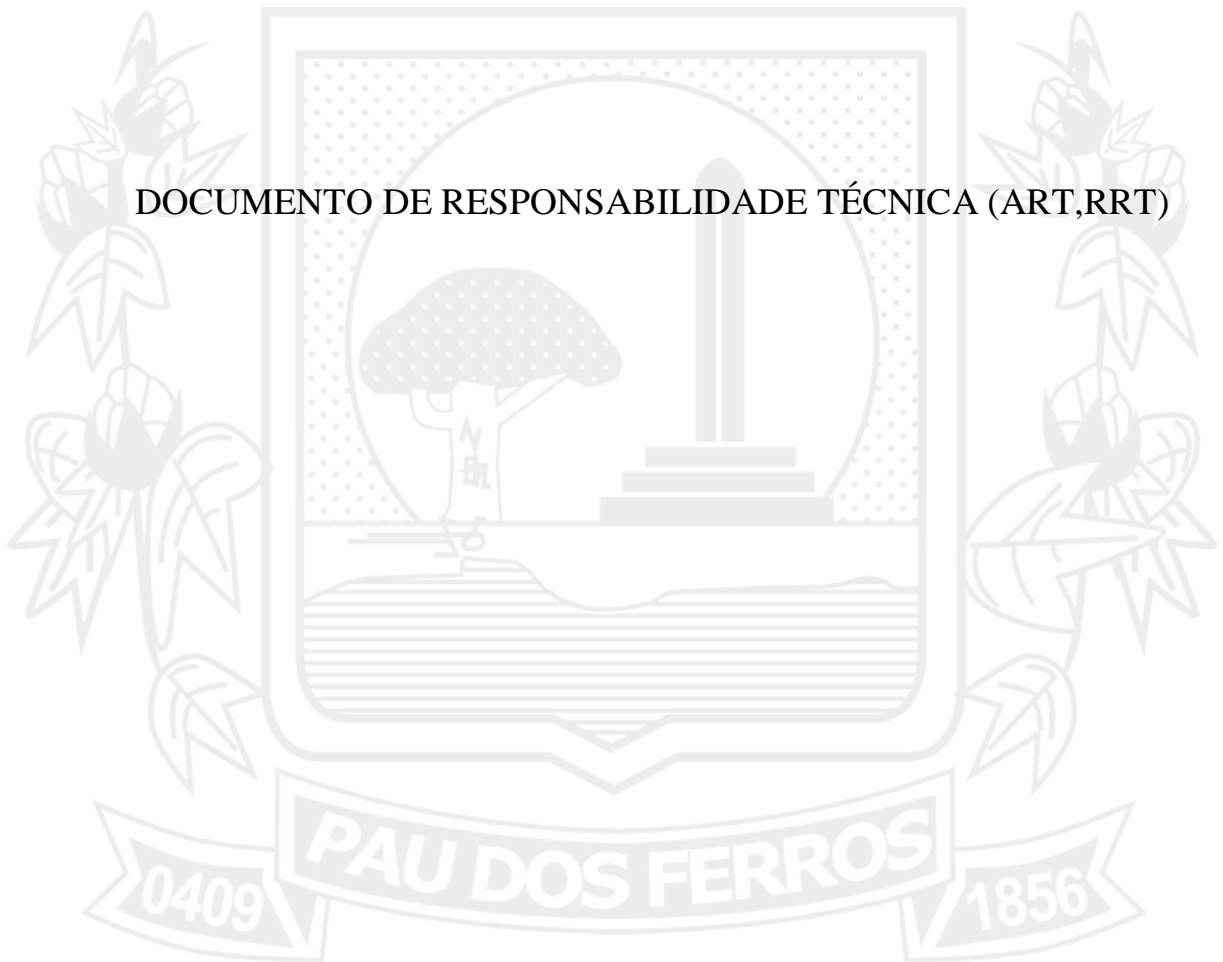 DOCUMENTO DE RESPONSABILIDADE TÉCNICA (ART,RRT)
PAU DOS FERROS
0409
1856